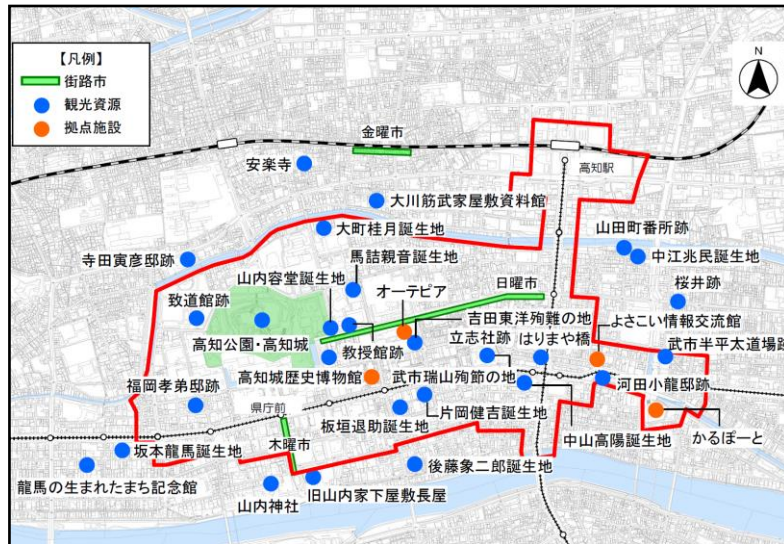 【凡例】
街路市
観光資源
拠点施設
N
金曜市
高知駅
安楽寺
大川筋武家屋敷資料館
大町桂月誕生地
山田町番所跡
中江兆民誕生地
寺田寅彦邸跡
馬詰親音誕生地
山内容堂誕生地
日曜市
桜井跡
致道館跡
オーテピア
吉田東洋殉難の地
よさこい情報交流館
立志社跡
はりまや橋
武市半平太道場跡
高知公園・高知城
教授館跡
高知城歴史博物館
武市瑞山殉節の地
河田小龍邸跡
福岡孝弟邸跡
片岡健吉誕生地
県庁前
板垣退助誕生地
中山高陽誕生地
かるぽーと
木曜市
坂本龍馬誕生地
後藤象二郎誕生地
龍馬の生まれたまち記念館
山内神社
旧山内家下屋敷長屋